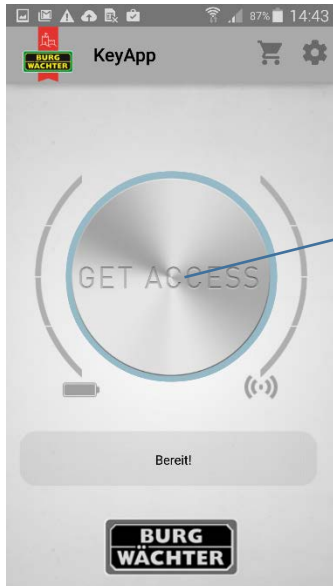 87% 14:43
BURG
WÄCHTER
KeyApp
GET ACCESS
Bereit!
BURG
WÄCHTER